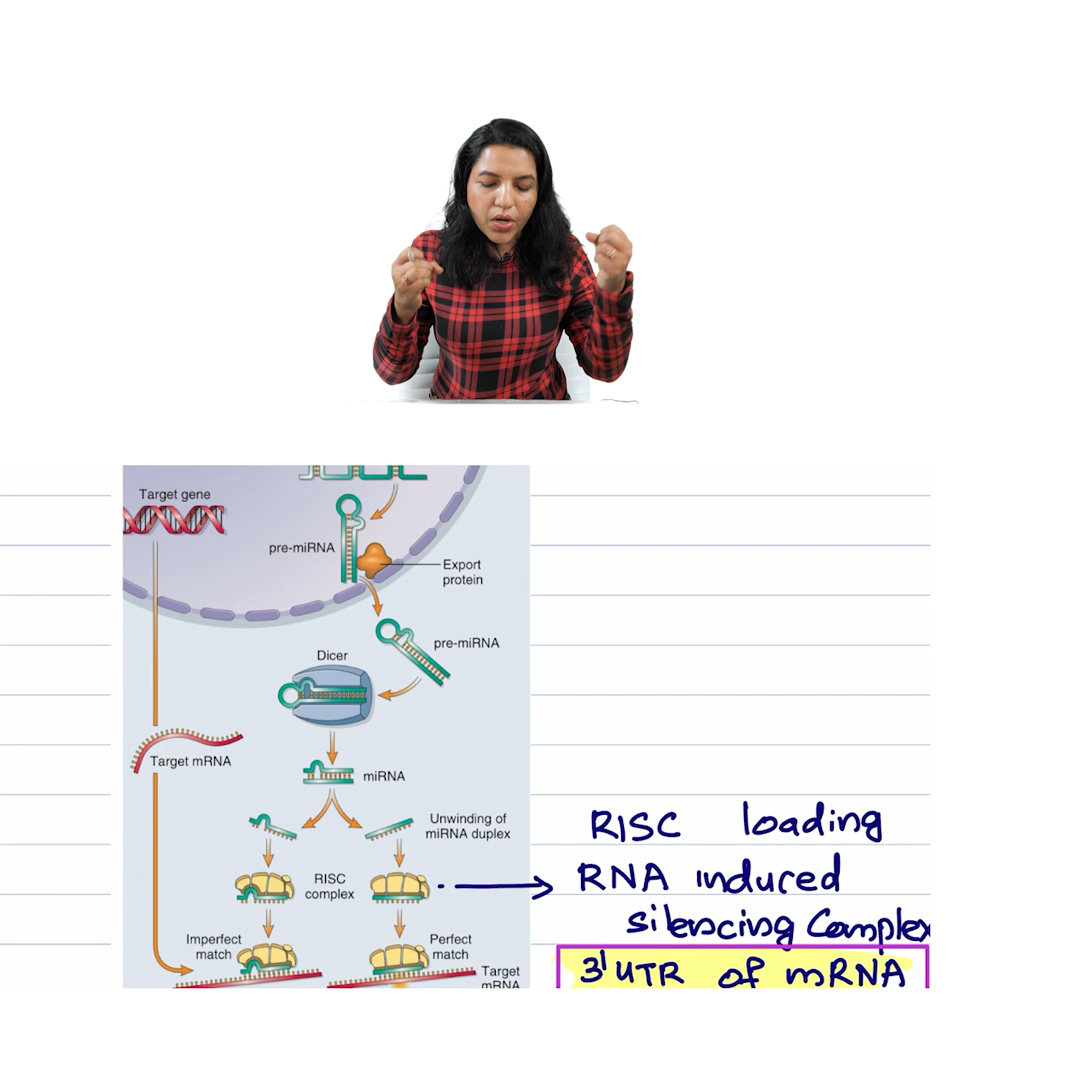 Target gene
pre-miRNA
Export
protein
pre-miRNA
Dicer
Target mRNA
miRNA
Unwinding of
miRNA duplex
RISC
complex
Imperfect
match
Perfect
match
Target
mRNA
RISC loading
RNA induced
silencing Complex
3' UTR of mRNA